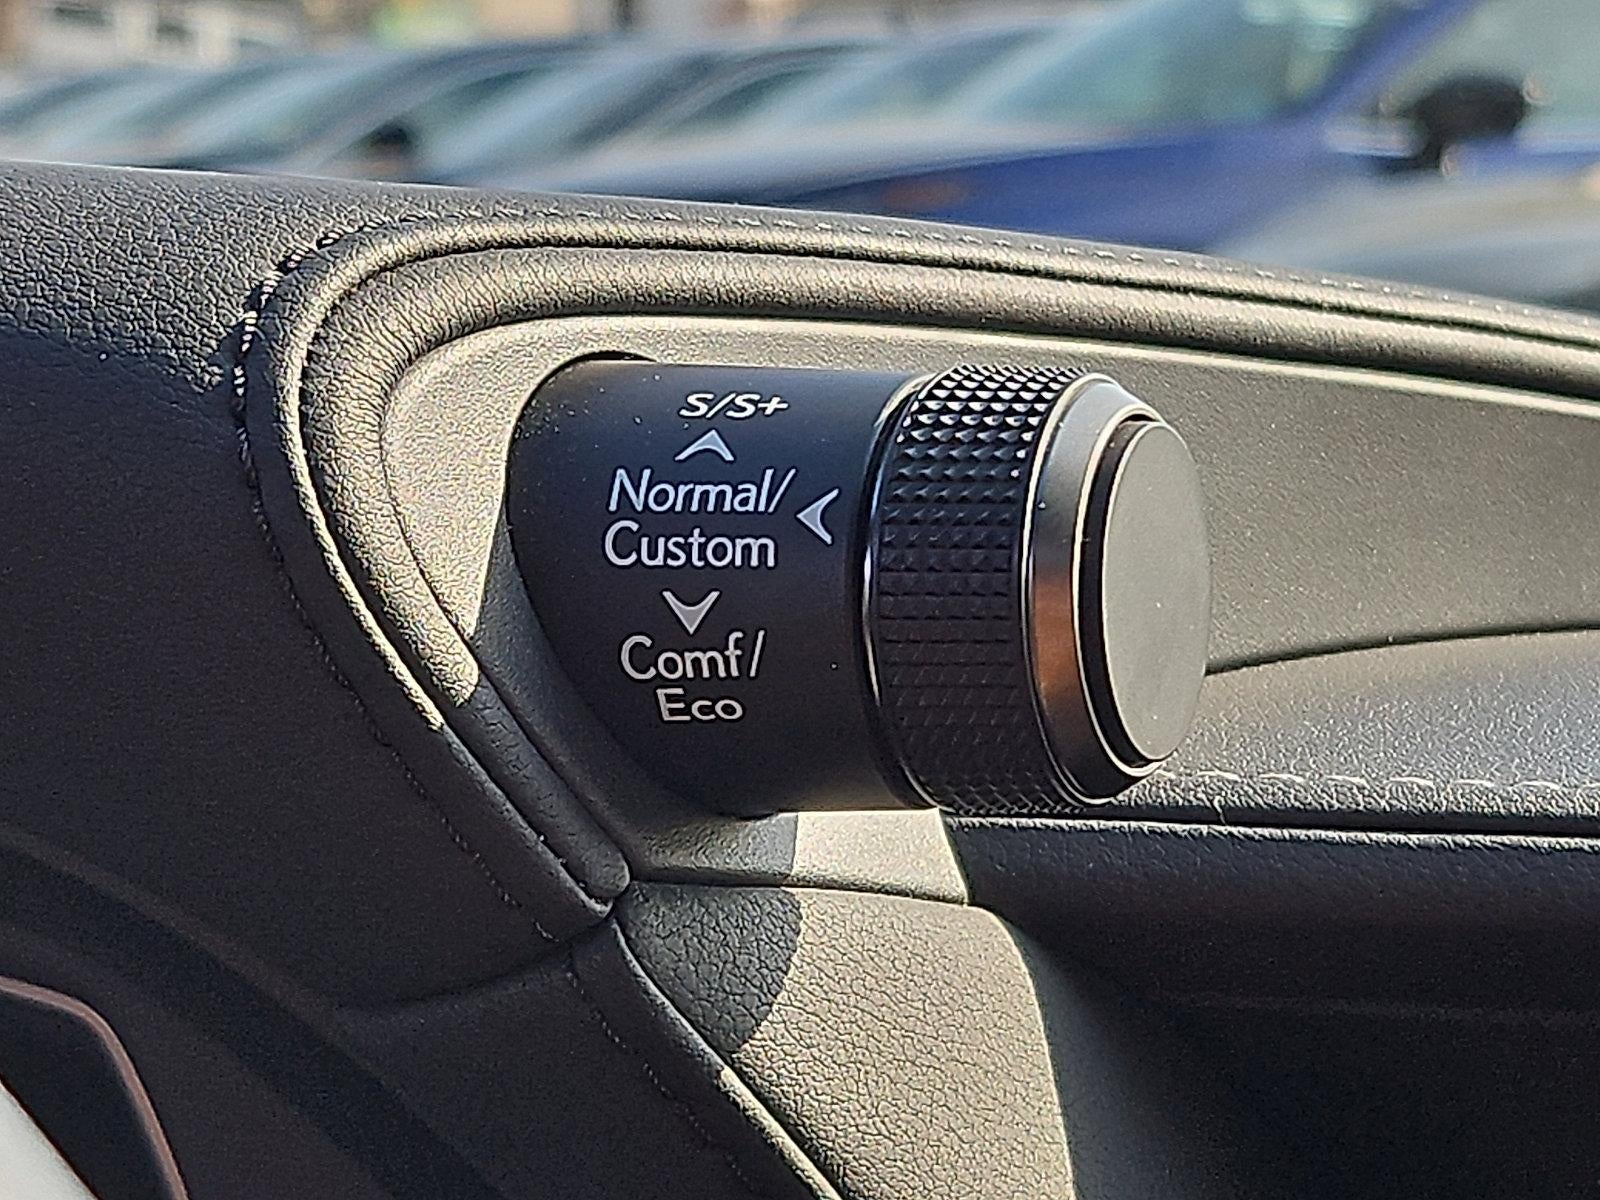 S/S+
Normal/
Custom
Comf/
Eco